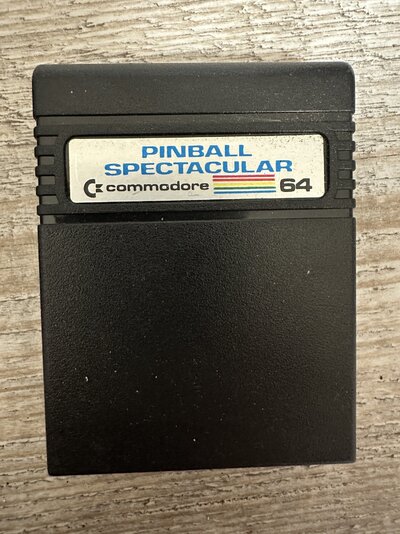 PINBALL
SPECTACULAR
commodore 64